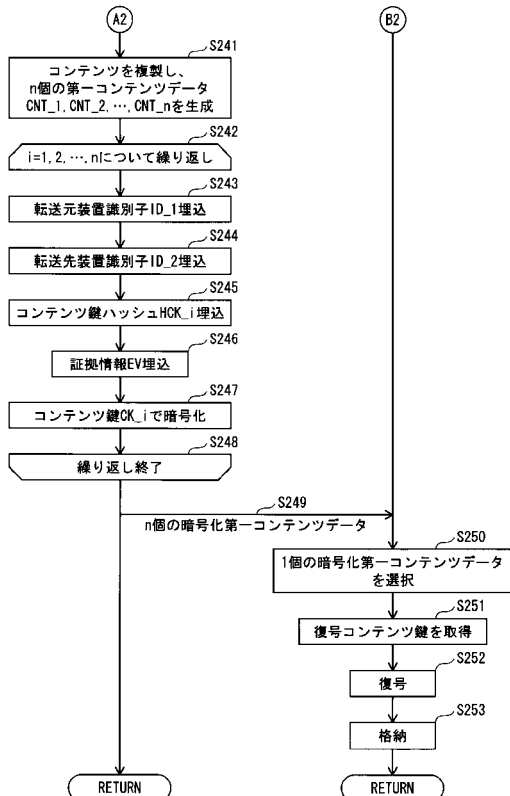 A2
B2
S241
コンテンツを複製し、
n個の第一コンテンツデータ
CNT_1,CNT_2,…,CNT_nを生成
S242
i=1,2,…,nについて繰り返し
S243
転送元装置識別子ID_1埋込
S244
転送先装置識別子ID_2埋込
S245
コンテンツ鍵ハッシュHCK_i埋込
S246
証拠情報EV埋込
S247
コンテンツ鍵CK_iで暗号化
S248
繰り返し終了
S249
n個の暗号化第一コンテンツデータ
S250
1個の暗号化第一コンテンツデータ
を選択
S251
復号コンテンツ鍵を取得
S252
復号
S253
格納
RETURN
RETURN